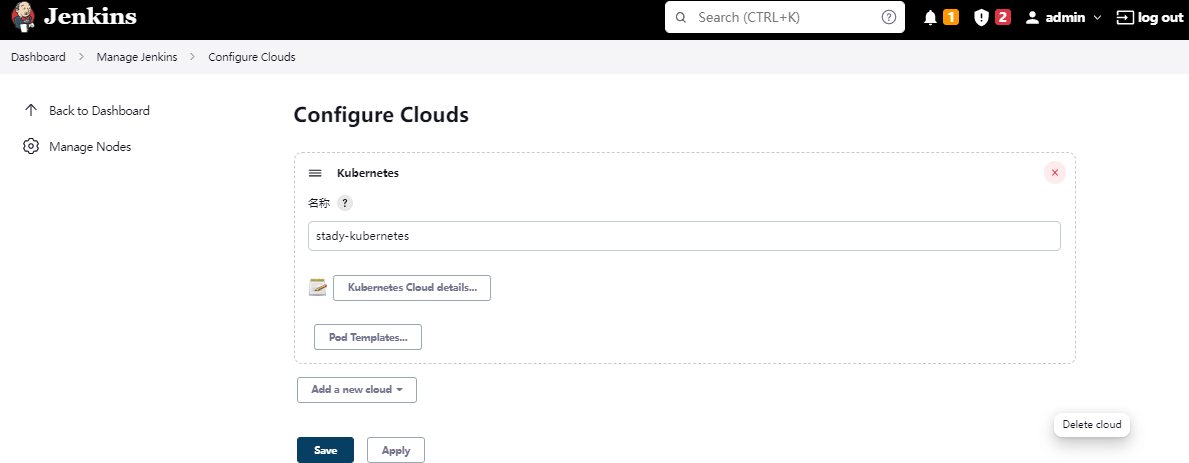 Jenkins
Search (CTRL+K)
?
1
2
admin
log out
Dashboard
Manage Jenkins
Configure Clouds
Back to Dashboard
Manage Nodes
Configure Clouds
Kubernetes
名称 ?
stady-kubernetes
Kubernetes Cloud details...
Pod Templates...
Add a new cloud
Delete cloud
Save
Apply